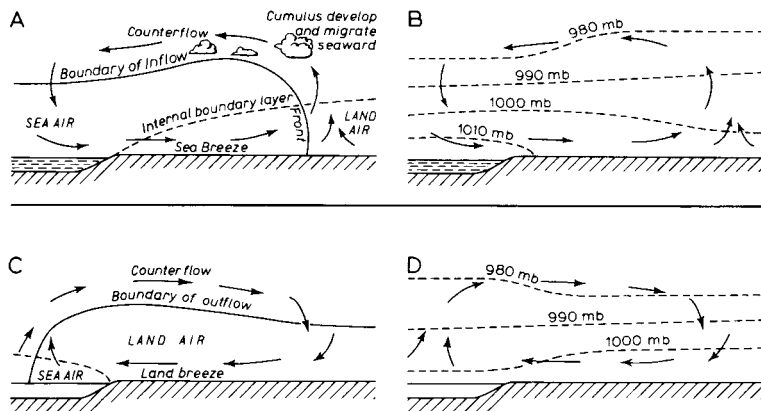 A
Cumulus develop
and migrate
seaward
Counterflow
Boundary of Inflow
SEA AIR
Internal boundary layer
Front
LAND
AIR
Sea Breeze
B
980 mb
990 mb
1000 mb
1010 mb
C
Counter flow
Boundary of outflow
LAND AIR
SEA AIR
Land breeze
D
980 mb
990 mb
1000 mb